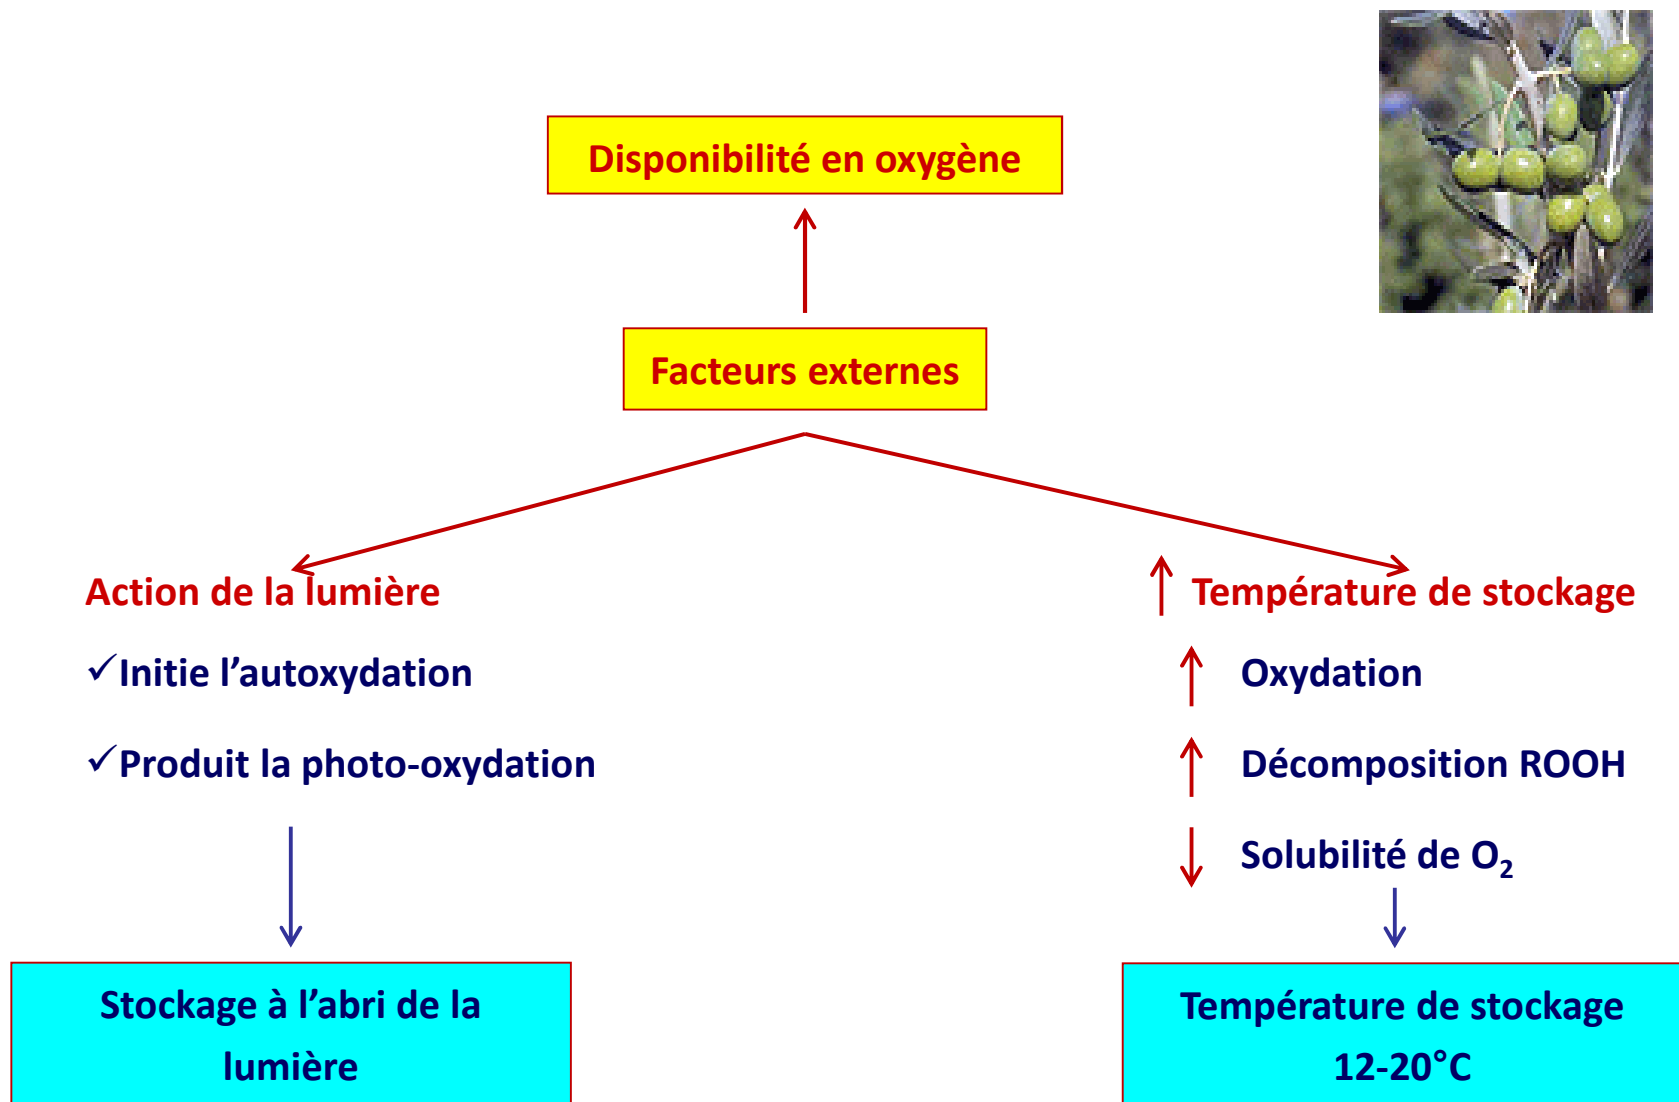 Disponibilité en oxygène
Facteurs externes
Action de la lumière
✓Initie l’autoxydation
✓Produit la photo-oxydation
Stockage à l’abri de la
lumière
↑ Température de stockage
↑ Oxydation
↑ Décomposition ROOH
↓ Solubilité de O₂
Température de stockage
12-20°C